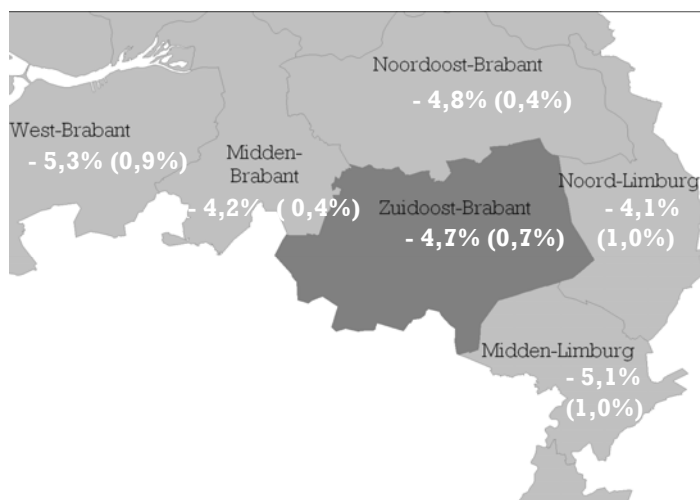 Noordoost-Brabant
- 4,8% (0,4%)
West-Brabant
- 5,3% (0,9%)
Midden-
Brabant
- 4,2% ( 0,4%)
Zuidoost-Brabant
- 4,7% (0,7%)
Noord-Limburg
- 4,1%
(1,0%)
Midden-Limburg
- 5,1%
(1,0%)